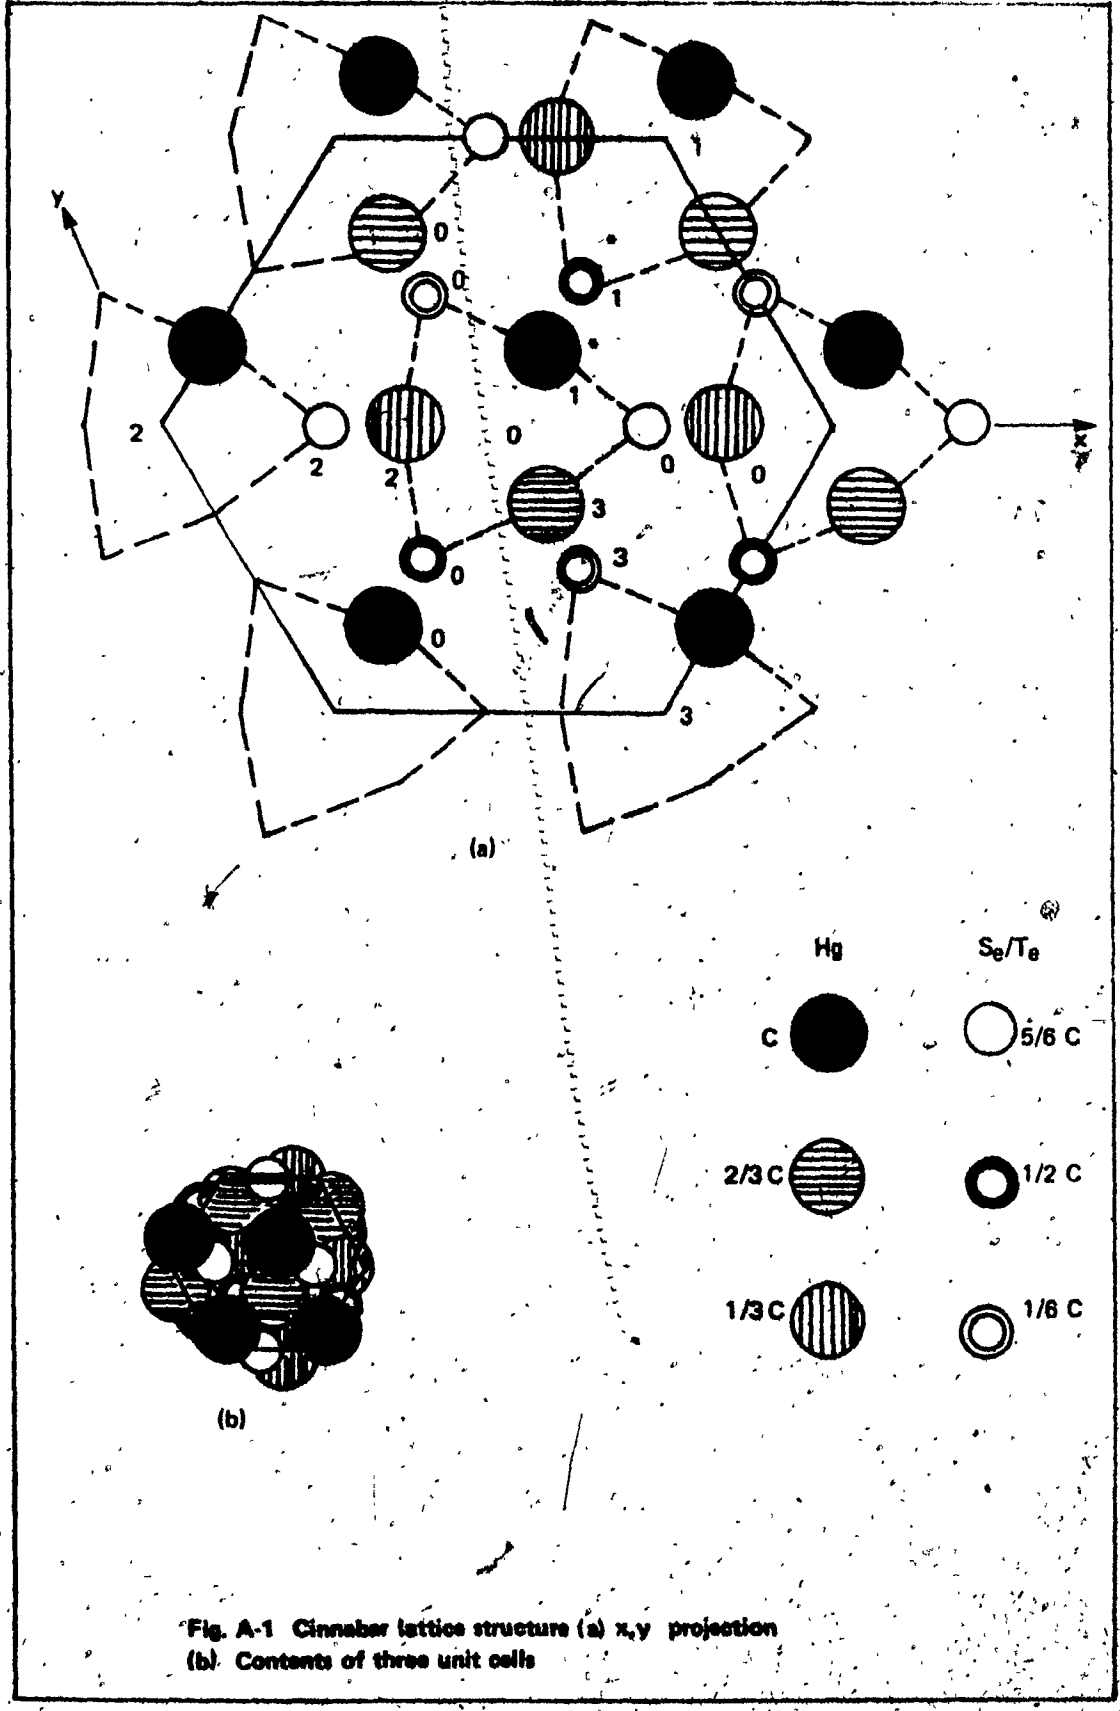 1
y
0
0
*
1
*
1
2
0
0
x
2
2
0
3
3
0
0
3
(a)
Hg Se/Te
C 5/6 C
2/3 C 1/2 C
1/3 C 1/6 C
(b)
Fig. A-1 Cinnabar lattice structure (a) x,y projection
(b) Contents of three unit cells